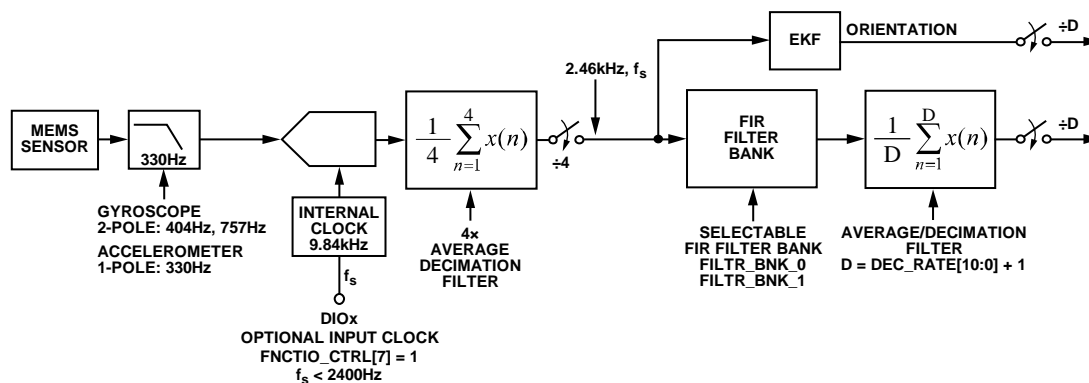 MEMS
SENSOR
330Hz
GYROSCOPE
2-POLE: 404Hz, 757Hz
ACCELEROMETER
1-POLE: 330Hz
INTERNAL
CLOCK
9.84kHz
fs
DIOx
OPTIONAL INPUT CLOCK
FNCTIO_CTRL[7] = 1
fs < 2400Hz
1/4 4∑n=1 x(n)
÷4
4×
AVERAGE
DECIMATION
FILTER
2.46kHz, fs
EKF
ORIENTATION
÷D
FIR
FILTER
BANK
SELECTABLE
FIR FILTER BANK
FILTR_BNK_0
FILTR_BNK_1
1/D D∑n=1 x(n)
÷D
AVERAGE/DECIMATION
FILTER
D = DEC_RATE[10:0] + 1